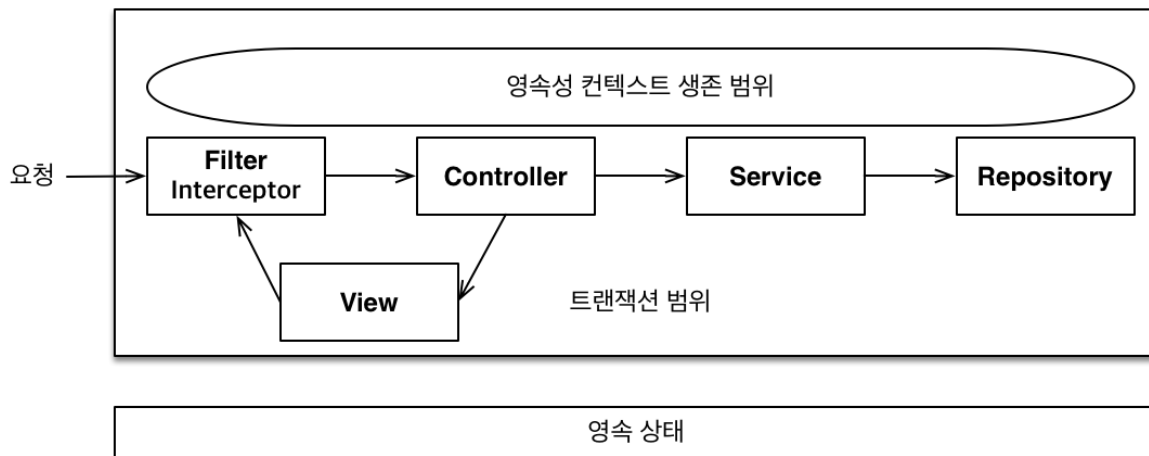 영속성 컨텍스트 생존 범위
요청
Filter
Interceptor
Controller
Service
Repository
View
트랜잭션 범위
영속 상태